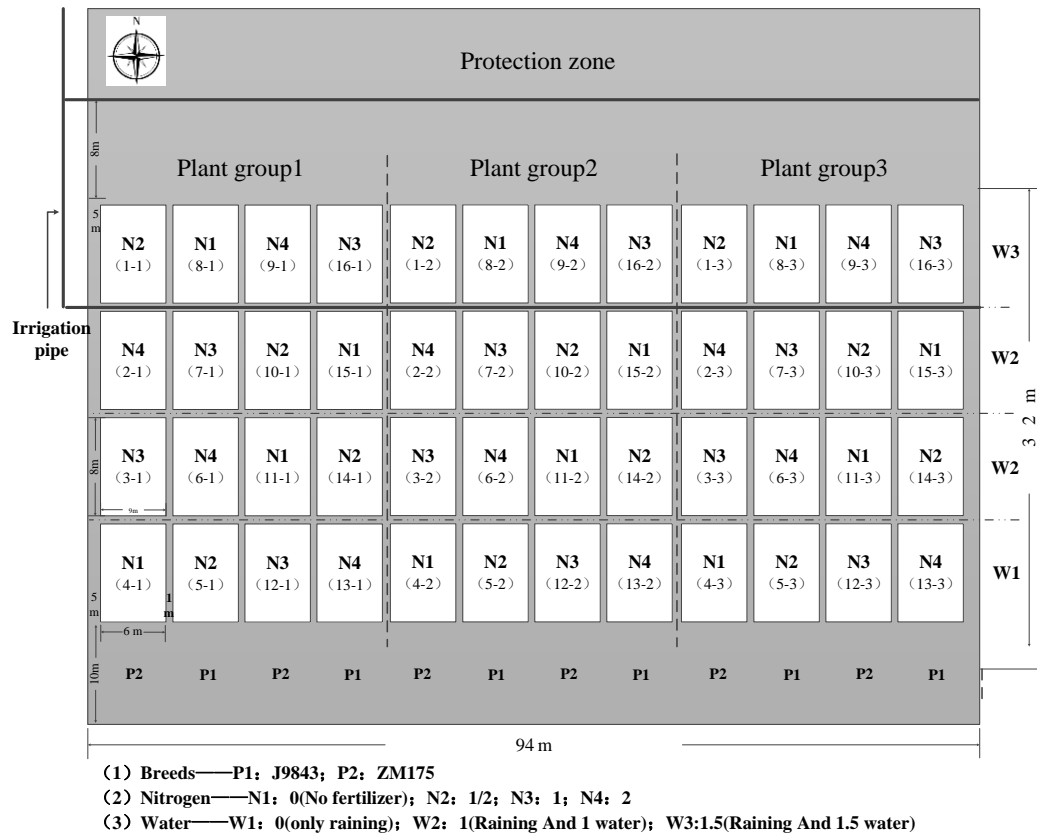 N
Protection zone
8m
Plant group1 Plant group2 Plant group3
5 m
N2 N1 N4 N3 N2 N1 N4 N3 N2 N1 N4 N3 W3
（1-1） （8-1） （9-1） （16-1） （1-2） （8-2） （9-2） （16-2） （1-3） （8-3） （9-3） （16-3）
Irrigation
pipe
N4 N3 N2 N1 N4 N3 N2 N1 N4 N3 N2 N1 W2
（2-1） （7-1） （10-1） （15-1） （2-2） （7-2） （10-2） （15-2） （2-3） （7-3） （10-3） （15-3）
32 m
8m
N3 N4 N1 N2 N3 N4 N1 N2 N3 N4 N1 N2 W2
（3-1） （6-1） （11-1） （14-1） （3-2） （6-2） （11-2） （14-2） （3-3） （6-3） （11-3） （14-3）
9m
N1 N2 N3 N4 N1 N2 N3 N4 N1 N2 N3 N4 W1
（4-1） （5-1） （12-1） （13-1） （4-2） （5-2） （12-2） （13-2） （4-3） （5-3） （12-3） （13-3）
5 m
1 m
6 m
10m
P2 P1 P2 P1 P2 P1 P2 P1 P2 P1 P2 P1
94 m
（1）Breeds——P1：J9843；P2：ZM175
（2）Nitrogen——N1：0(No fertilizer)；N2：1/2；N3：1；N4：2
（3）Water——W1：0(only raining)；W2：1(Raining And 1 water)；W3:1.5(Raining And 1.5 water)